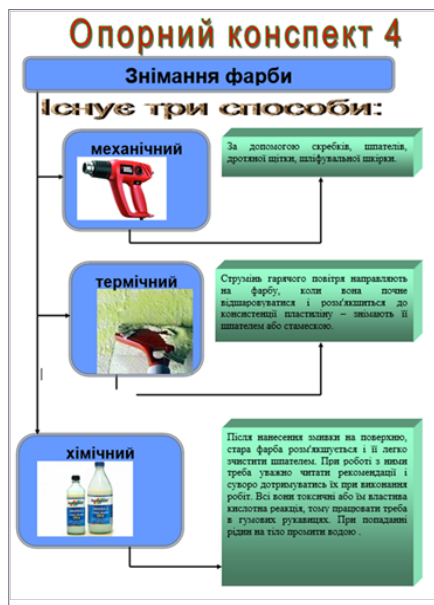 Опорний конспект 4
Знімання фарби
Існує три способи:
механічний
За допомогою скребків, шпателів,
дротяної щітки, шліфувальної шкірки.
термічний
Струмінь гарячого повітря направляють
на фарбу, коли вона почне
відшаровуватися і розм'якшиться до
консистенції пластиліну – знімають її
шпателем або стамескою.
хімічний
Після нанесення змивки на поверхню,
стара фарба розм'якшується і її легко
зчистити шпателем. При роботі з ними
треба уважно читати рекомендації і
суворо дотримуватись їх при виконання
робіт. Всі вони токсичні або їм властива
кислотна реакція, тому працювати треба
в гумових рукавицях. При попаданні
рідин на тіло промити водою .